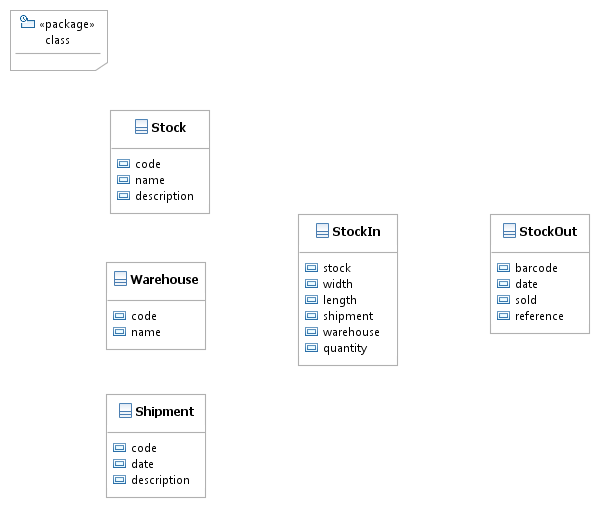 «package»
class
Stock
code
name
description
Warehouse
code
name
Shipment
code
date
description
StockIn
stock
width
length
shipment
warehouse
quantity
StockOut
barcode
date
sold
reference